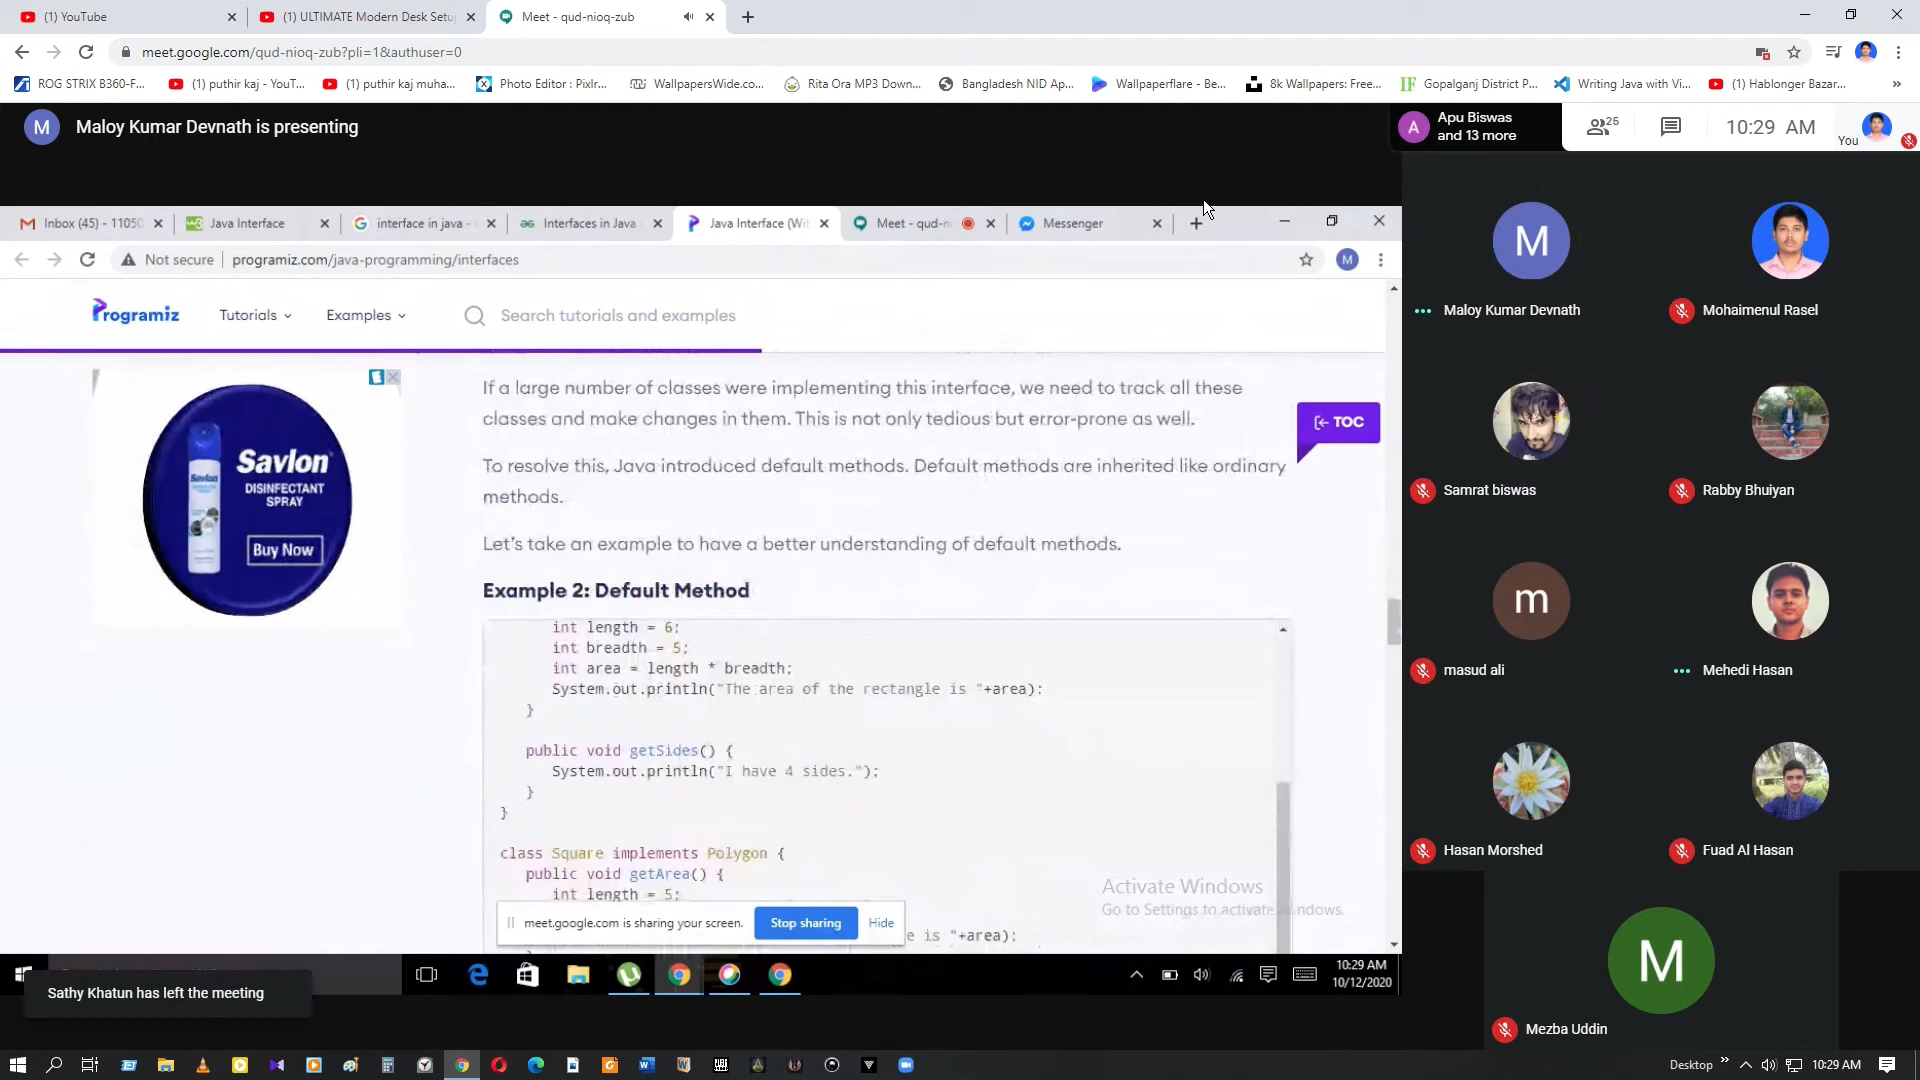 (1) YouTube
(1) ULTIMATE Modern Desk Setu
Meet - qud-nioq-zub
meet.google.com/qud-nioq-zub?pli=1&authuser=0
ROG STRIX B360-F...
(1) puthir kaj - YouT...
(1) puthir kaj muha...
Photo Editor : Pixlr...
WallpapersWide.co...
Rita Ora MP3 Down...
Bangladesh NID Ap...
Wallpaperflare - Be...
8k Wallpapers: Free...
Gopalganj District P...
Writing Java with Vi...
(1) Hablonger Bazar...
M
Maloy Kumar Devnath is presenting
A
Apu Biswas
and 13 more
25
10:29 AM
You
Inbox (45) - 11050
Java Interface
interface in java -
Interfaces in Java -
Java Interface (Wit
Meet - qud-n
Messenger
Not secure
programiz.com/java-programming/interfaces
M
Programiz
Tutorials
Examples
Search tutorials and examples
If a large number of classes were implementing this interface, we need to track all these
classes and make changes in them. This is not only tedious but error-prone as well.
TOC
To resolve this, Java introduced default methods. Default methods are inherited like ordinary
methods.
Let's take an example to have a better understanding of default methods.
Savlon
DISINFECTANT
SPRAY
Buy Now
Example 2: Default Method
int length = 6;
int breadth = 5;
int area = length * breadth;
System.out.println("The area of the rectangle is "+area);
}
public void getSides() {
System.out.println("I have 4 sides.");
}
}
class Square implements Polygon {
public void getArea() {
int length = 5;
e is "+area);
meet.google.com is sharing your screen.
Stop sharing
Hide
Activate Windows
Go to Settings to activate Windows.
10:29 AM
10/12/2020
Sathy Khatun has left the meeting
M
Maloy Kumar Devnath
Mohaimenul Rasel
Samrat biswas
Rabby Bhuiyan
m
masud ali
Mehedi Hasan
Hasan Morshed
Fuad Al Hasan
M
Mezba Uddin
Desktop
10:29 AM